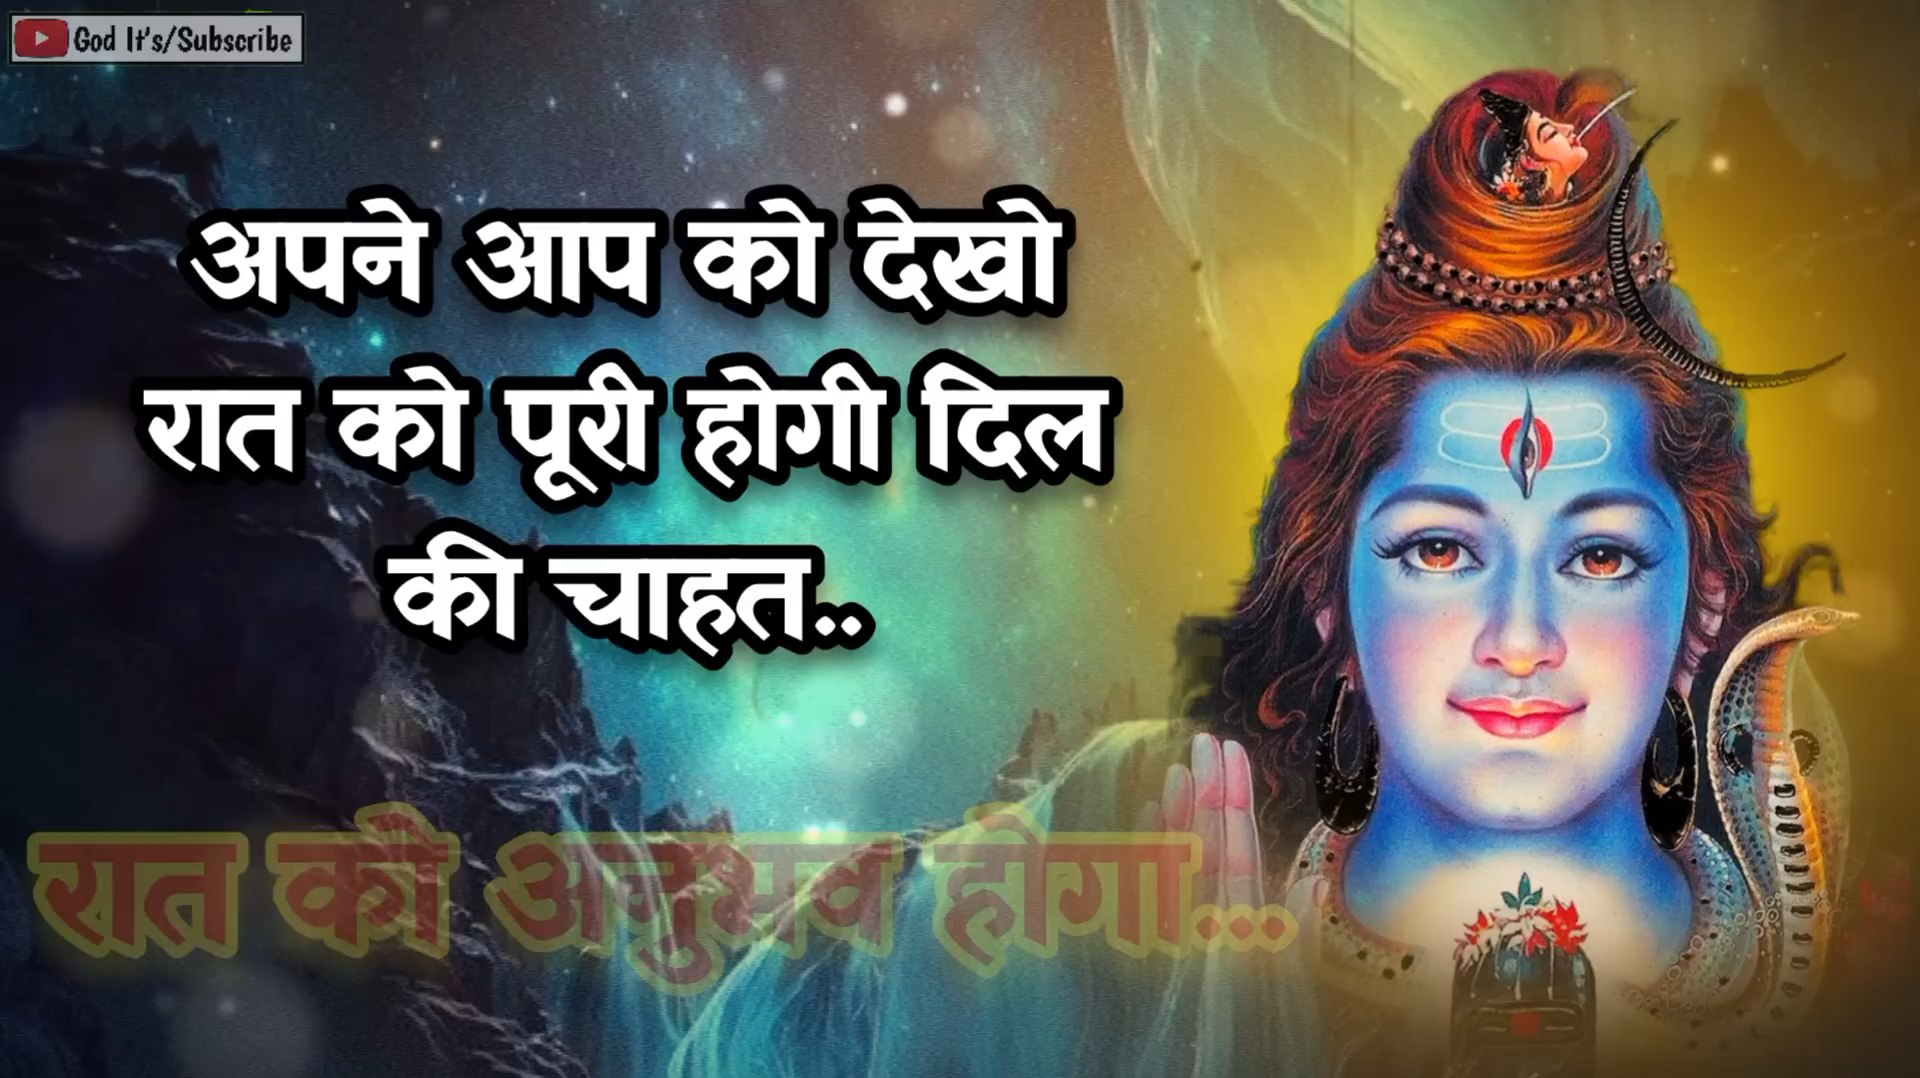 God It's/Subscribe
अपने आप को देखो
रात को पूरी होगी दिल
की चाहत..
रात को अनुभव होगा...